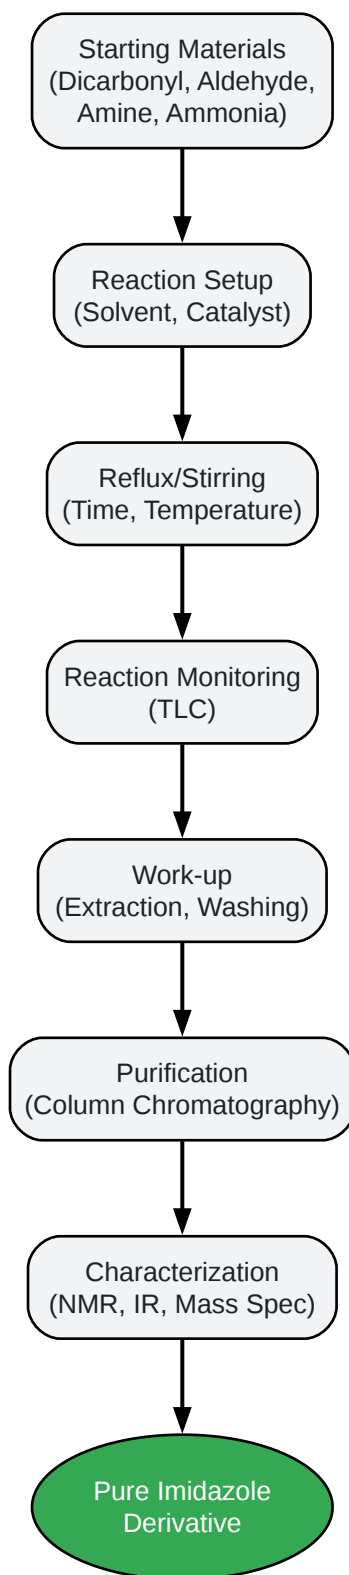 Starting Materials
(Dicarbonyl, Aldehyde,
Amine, Ammonia)
Reaction Setup
(Solvent, Catalyst)
Reflux/Stirring
(Time, Temperature)
Reaction Monitoring
(TLC)
Work-up
(Extraction, Washing)
Purification
(Column Chromatography)
Characterization
(NMR, IR, Mass Spec)
Pure Imidazole
Derivative